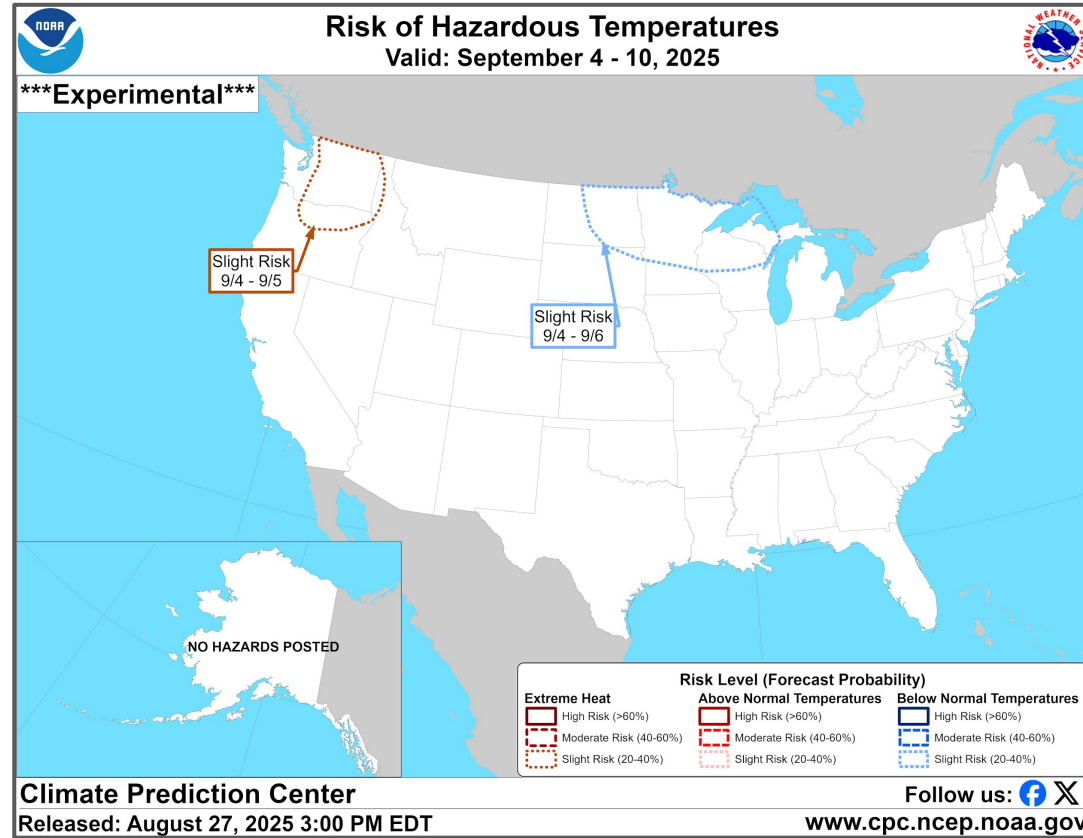 NOAA
Risk of Hazardous Temperatures
Valid: September 4 - 10, 2025
NATIONAL WEATHER SERVICE
***Experimental***
Slight Risk
9/4 - 9/5
Slight Risk
9/4 - 9/6
NO HAZARDS POSTED
Risk Level (Forecast Probability)
Extreme Heat
High Risk (>60%)
Moderate Risk (40-60%)
Slight Risk (20-40%)
Above Normal Temperatures
High Risk (>60%)
Moderate Risk (40-60%)
Slight Risk (20-40%)
Below Normal Temperatures
High Risk (>60%)
Moderate Risk (40-60%)
Slight Risk (20-40%)
Climate Prediction Center
Follow us:
Released: August 27, 2025 3:00 PM EDT
www.cpc.ncep.noaa.gov